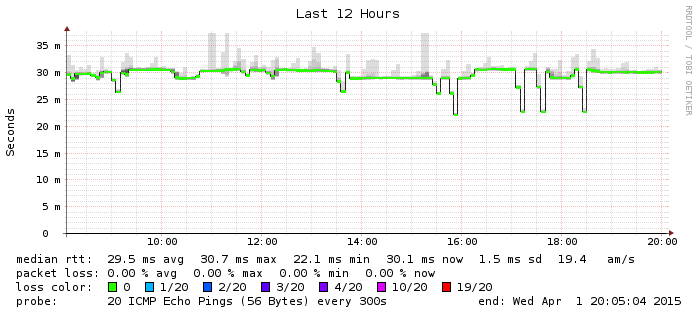 Last 12 Hours
RRDTOOL / TOBI OETIKER
Seconds
35 m
30 m
25 m
20 m
15 m
10 m
5 m
0
10:00 12:00 14:00 16:00 18:00 20:00
median rtt: 29.5 ms avg 30.7 ms max 22.1 ms min 30.1 ms now 1.5 ms sd 19.4 am/s
packet loss: 0.00 % avg 0.00 % max 0.00 % min 0.00 % now
loss color: 0 1/20 2/20 3/20 4/20 10/20 19/20
probe: 20 ICMP Echo Pings (56 Bytes) every 300s end: Wed Apr 1 20:05:04 2015